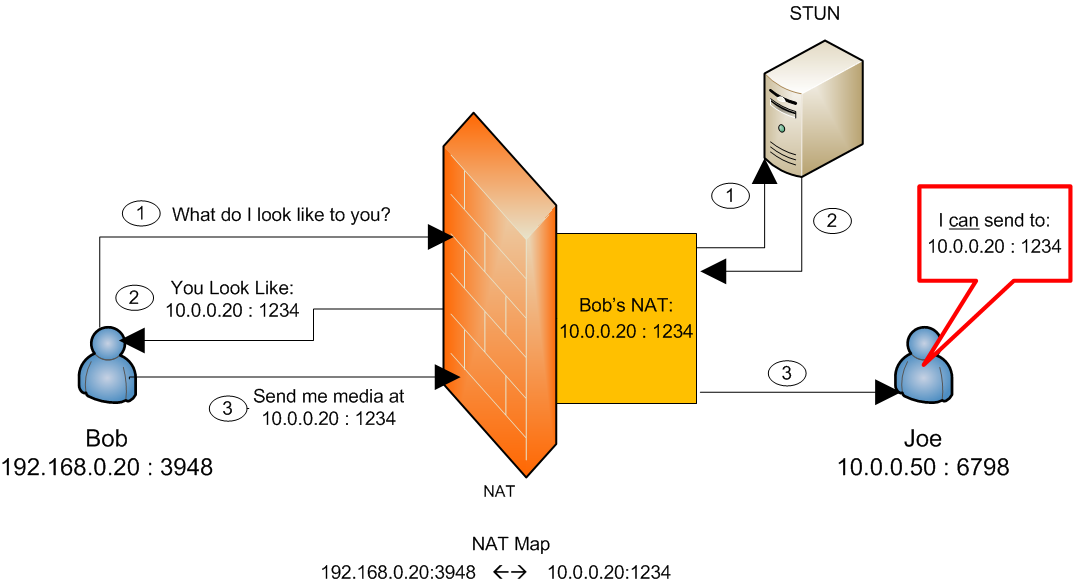 STUN
1
What do I look like to you?
1
2
I can send to:
10.0.0.20 : 1234
2
You Look Like:
10.0.0.20 : 1234
Bob's NAT:
10.0.0.20 : 1234
3
Send me media at
10.0.0.20 : 1234
3
Bob
192.168.0.20 : 3948
Joe
10.0.0.50 : 6798
NAT
NAT Map
192.168.0.20:3948 ←→ 10.0.0.20:1234